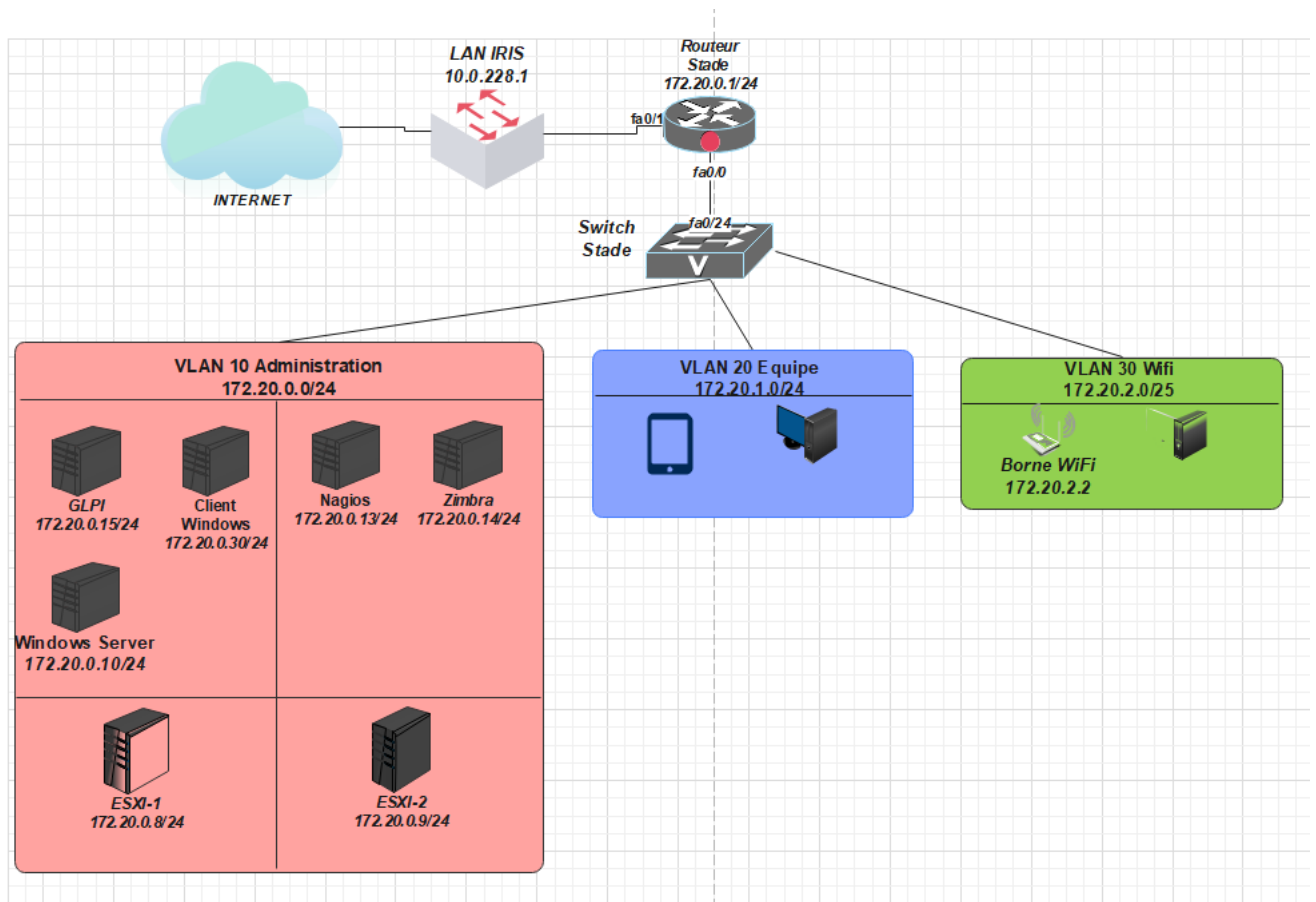 LAN IRIS
10.0.228.1
Routeur
Stade
172.20.0.1/24
fa0/1
fa0/0
INTERNET
fa0/24
Switch
Stade
V
VLAN 10 Administration
172.20.0.0/24
VLAN 20 Equipe
172.20.1.0/24
VLAN 30 Wifi
172.20.2.0/25
GLPI
172.20.0.15/24
Client
Windows
172.20.0.30/24
Nagios
172.20.0.13/24
Zimbra
172.20.0.14/24
Borne WiFi
172.20.2.2
Windows Server
172.20.0.10/24
ESXI-1
172.20.0.8/24
ESXI-2
172.20.0.9/24